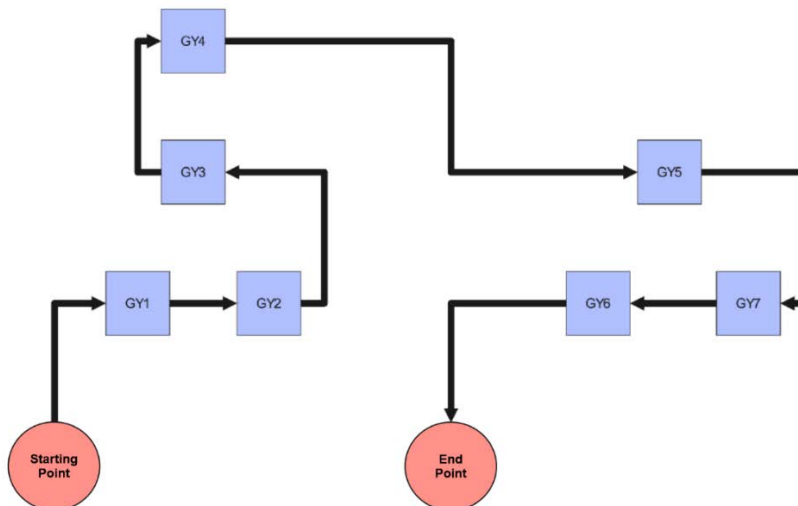 GY4
GY3
GY5
GY1
GY2
GY6
GY7
Starting
Point
End
Point